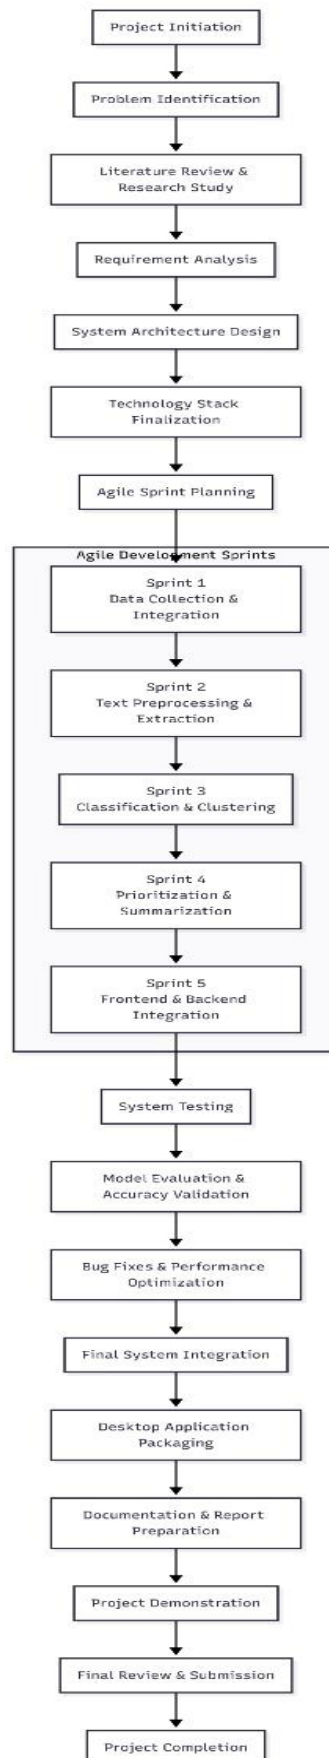 Project Initiation
Problem Identification
Literature Review &
Research Study
Requirement Analysis
System Architecture Design
Technology Stack
Finalization
Agile Sprint Planning
Agile Development Sprints
Sprint 1
Data Collection &
Integration
Sprint 2
Text Preprocessing &
Extraction
Sprint 3
Classification & Clustering
Sprint 4
Prioritization &
Summarization
Sprint 5
Frontend & Backend
Integration
System Testing
Model Evaluation &
Accuracy Validation
Bug Fixes & Performance
Optimization
Final System Integration
Desktop Application
Packaging
Documentation & Report
Preparation
Project Demonstration
Final Review & Submission
Project Completion